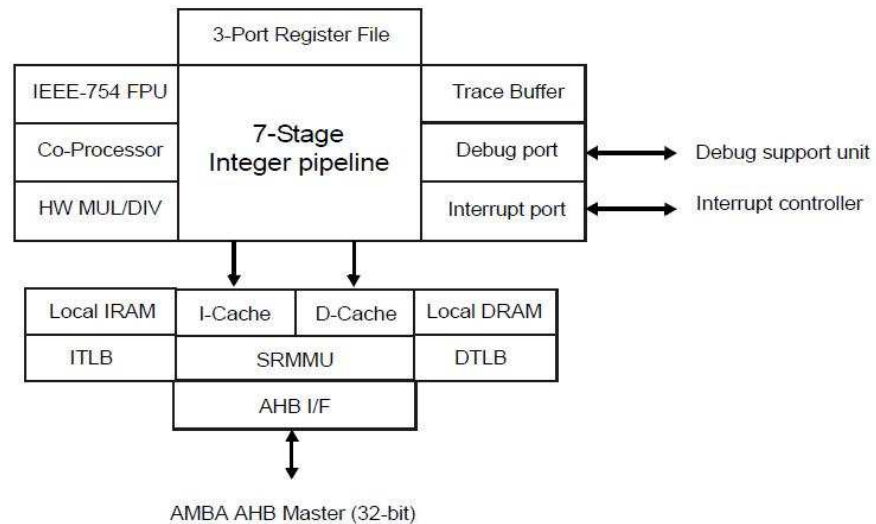 3-Port Register File
IEEE-754 FPU
Trace Buffer
7-Stage
Integer pipeline
Co-Processor
Debug port
Debug support unit
HW MUL/DIV
Interrupt port
Interrupt controller
Local IRAM
I-Cache
D-Cache
Local DRAM
ITLB
SRMMU
DTLB
AHB I/F
AMBA AHB Master (32-bit)